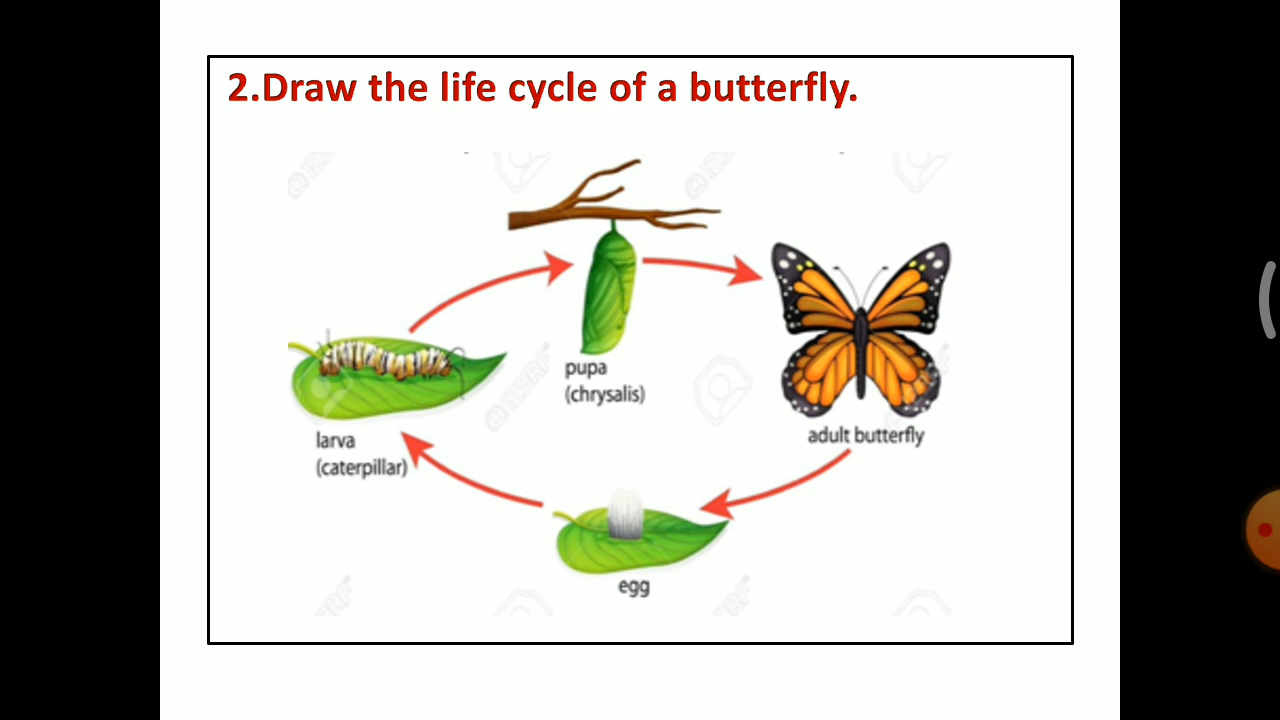 2.Draw the life cycle of a butterfly.
pupa
(chrysalis)
adult butterfly
larva
(caterpillar)
egg